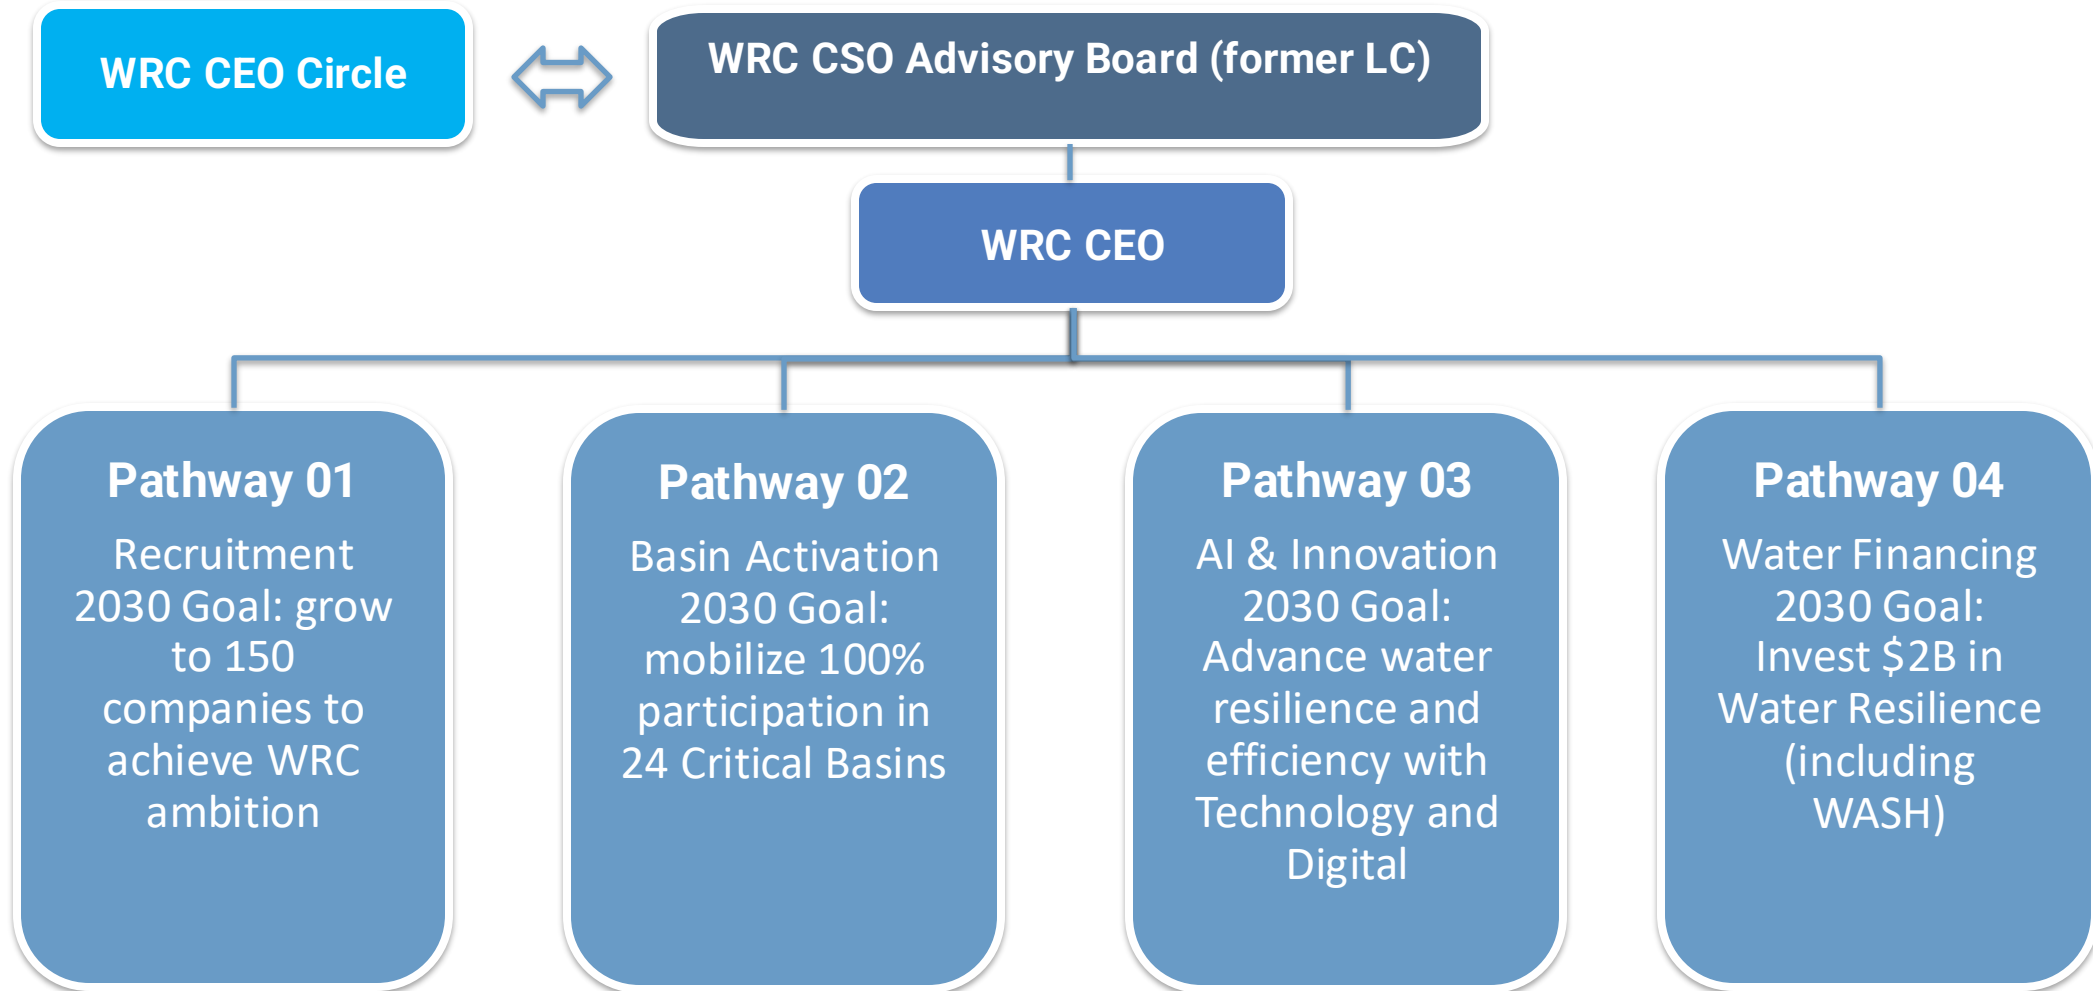 WRC CEO Circle
WRC CSO Advisory Board (former LC)
WRC CEO
Pathway 01
Recruitment
2030 Goal: grow
to 150
companies to
achieve WRC
ambition
Pathway 02
Basin Activation
2030 Goal:
mobilize 100%
participation in
24 Critical Basins
Pathway 03
AI & Innovation
2030 Goal:
Advance water
resilience and
efficiency with
Technology and
Digital
Pathway 04
Water Financing
2030 Goal:
Invest $2B in
Water Resilience
(including
WASH)